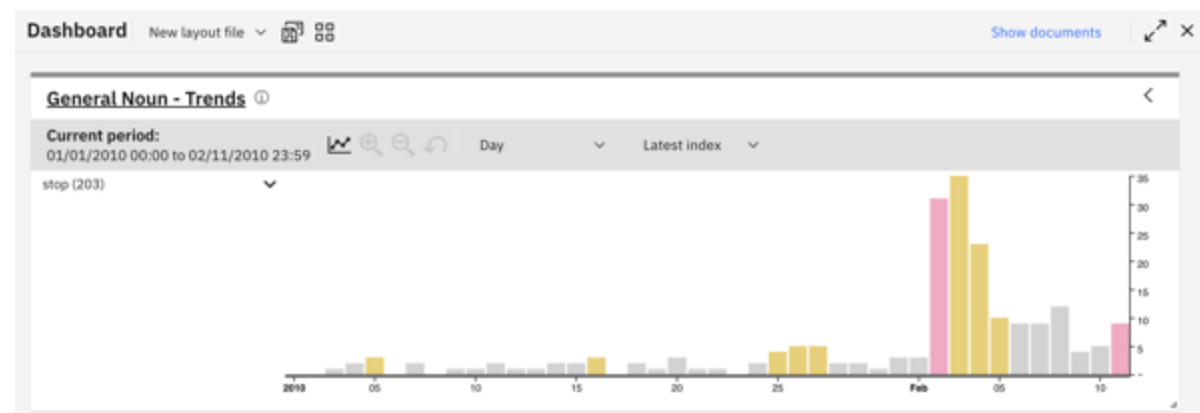 Dashboard New layout file Show documents
General Noun - Trends
Current period:
01/01/2010 00:00 to 02/11/2010 23:59 Day Latest index
stop (203)
35
30
25
20
15
10
5
-
2010 05 10 15 20 25 Feb 05 10